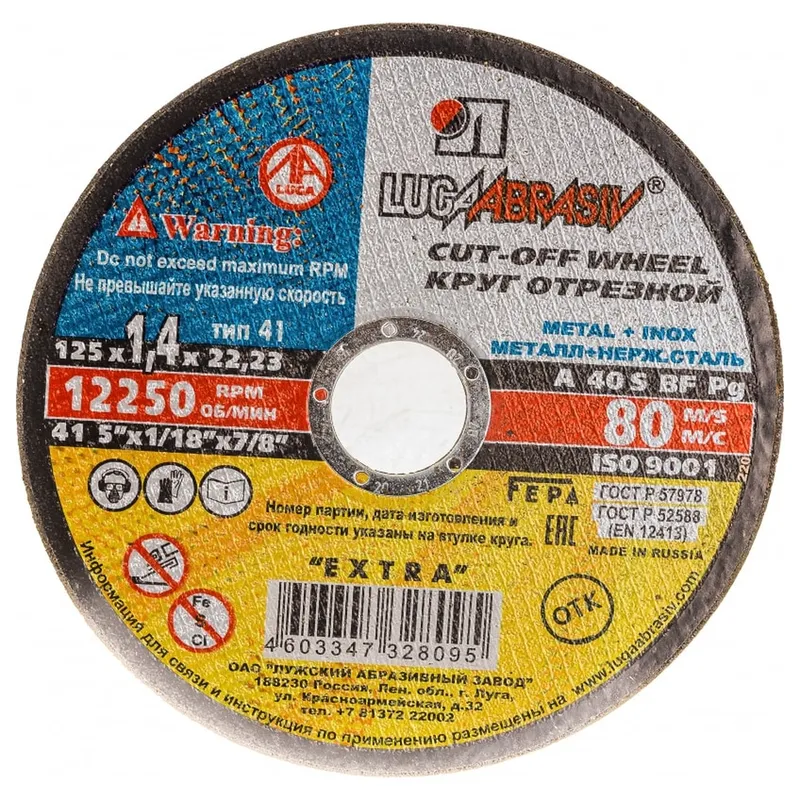 LUGA
LUGAABRASIV®
CUT-OFF WHEEL
КРУГ ОТРЕЗНОЙ
METAL + INOX
МЕТАЛЛ+НЕРЖ.СТАЛЬ
Warning:
Do not exceed maximum RPM
Не превышайте указанную скорость
тип 41
125 x 1,4 x 22,23
12250 RPM
ОБ/МИН
41 5"x1/18"x7/8"
A 40 S BF Pg
80 M/S
М/С
ISO 9001
FEPA
ГОСТ Р 57978
ГОСТ Р 52588
(EN 12413)
EAC
MADE IN RUSSIA
Номер партии, дата изготовления и
срок годности указаны на втулке круга.
"EXTRA"
Fe
S
Cl
ОТК
4603347328095
ОАО "ЛУЖСКИЙ АБРАЗИВНЫЙ ЗАВОД"
188230 Россия, Лен. обл., г. Луга,
ул. Красноармейская, д.32
тел. +7 81372 22002
Информация для связи и инструкция по применению размещены на www.lugaabrasiv.com